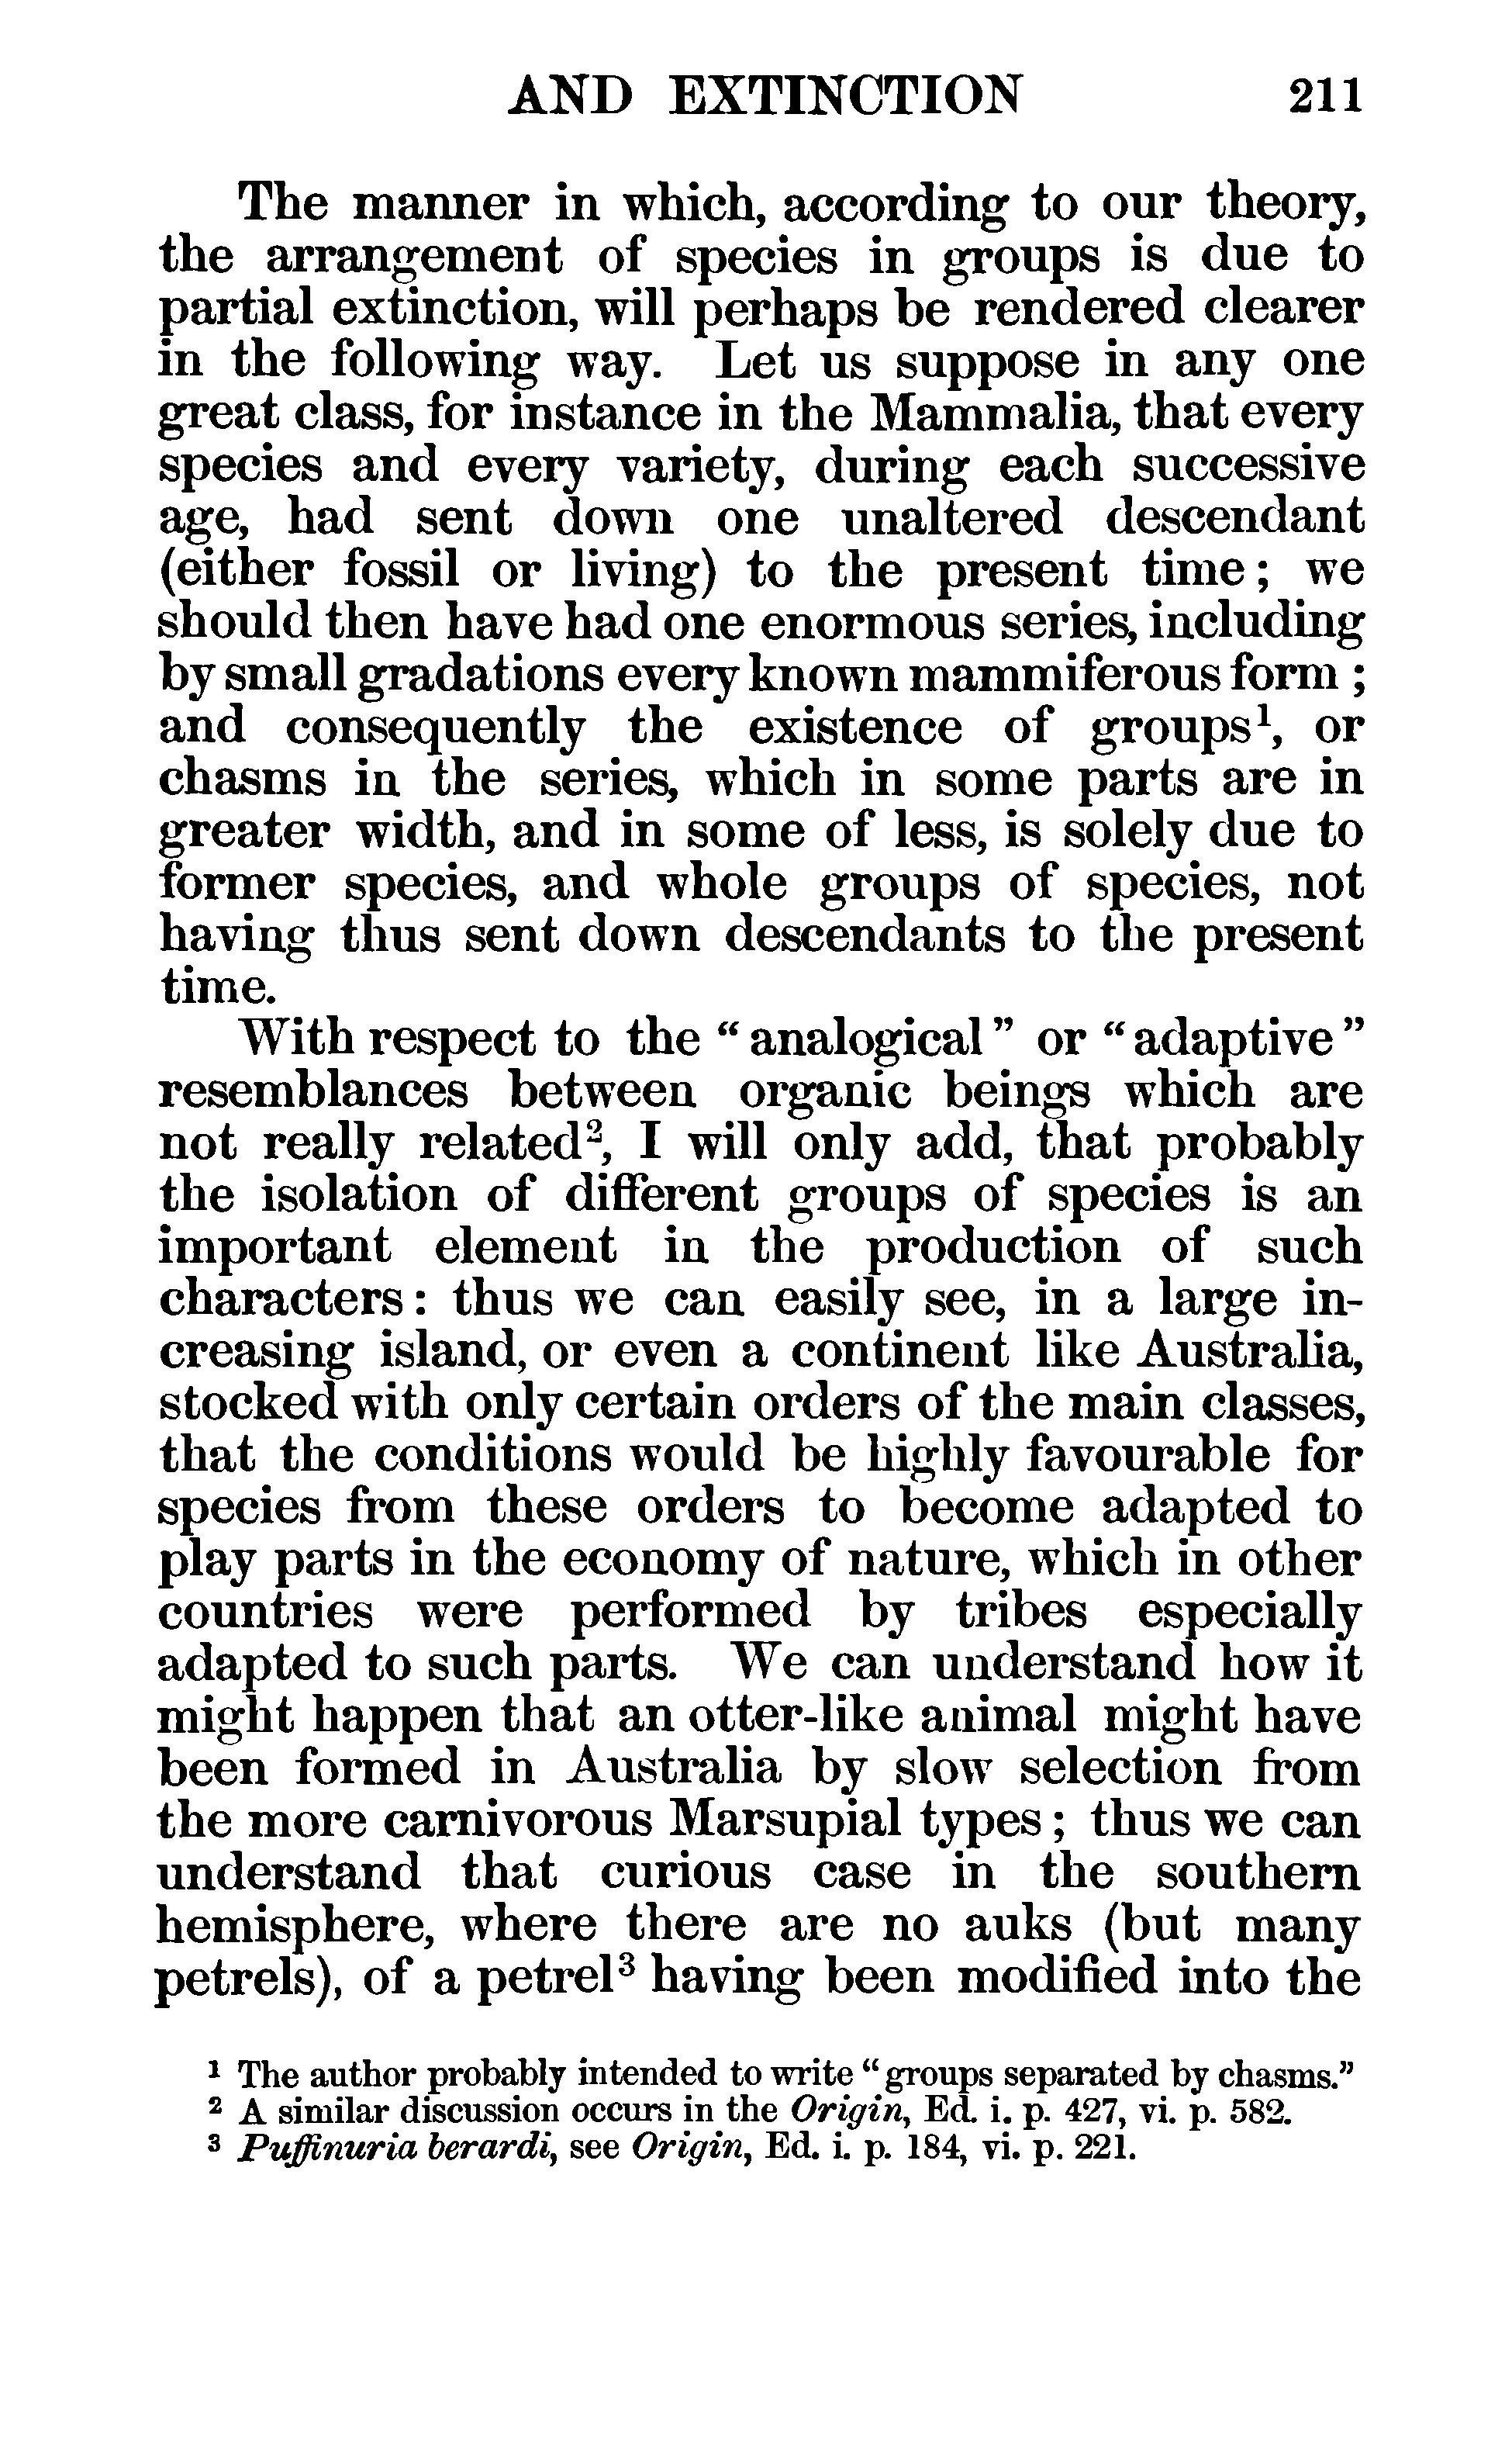 AND EXTINCTION 211
The manner in which, according to our theory,
the arrangement of species in groups is due to
partial extinction, will perhaps be rendered clearer
in the following way. Let us suppose in any one
great class, for instance in the Mammalia, that every
species and every variety, during each successive
age, had sent down one unaltered descendant
(either fossil or living) to the present time; we
should then have had one enormous series, including
by small gradations every known mammiferous form;
and consequently the existence of groups¹, or
chasms in the series, which in some parts are in
greater width, and in some of less, is solely due to
former species, and whole groups of species, not
having thus sent down descendants to the present
time.
With respect to the “analogical” or “adaptive”
resemblances between organic beings which are
not really related², I will only add, that probably
the isolation of different groups of species is an
important element in the production of such
characters: thus we can easily see, in a large in-
creasing island, or even a continent like Australia,
stocked with only certain orders of the main classes,
that the conditions would be highly favourable for
species from these orders to become adapted to
play parts in the economy of nature, which in other
countries were performed by tribes especially
adapted to such parts. We can understand how it
might happen that an otter-like animal might have
been formed in Australia by slow selection from
the more carnivorous Marsupial types; thus we can
understand that curious case in the southern
hemisphere, where there are no auks (but many
petrels), of a petrel³ having been modified into the
¹ The author probably intended to write “groups separated by chasms.”
² A similar discussion occurs in the Origin, Ed. i. p. 427, vi. p. 582.
³ Puffinuria berardi, see Origin, Ed. i. p. 184, vi. p. 221.